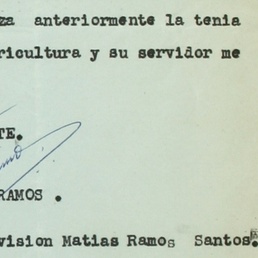 za anteriormente la tenia
ricultura y su servidor me
TE.
RAMOS .
vision Matias Ramos Santos.